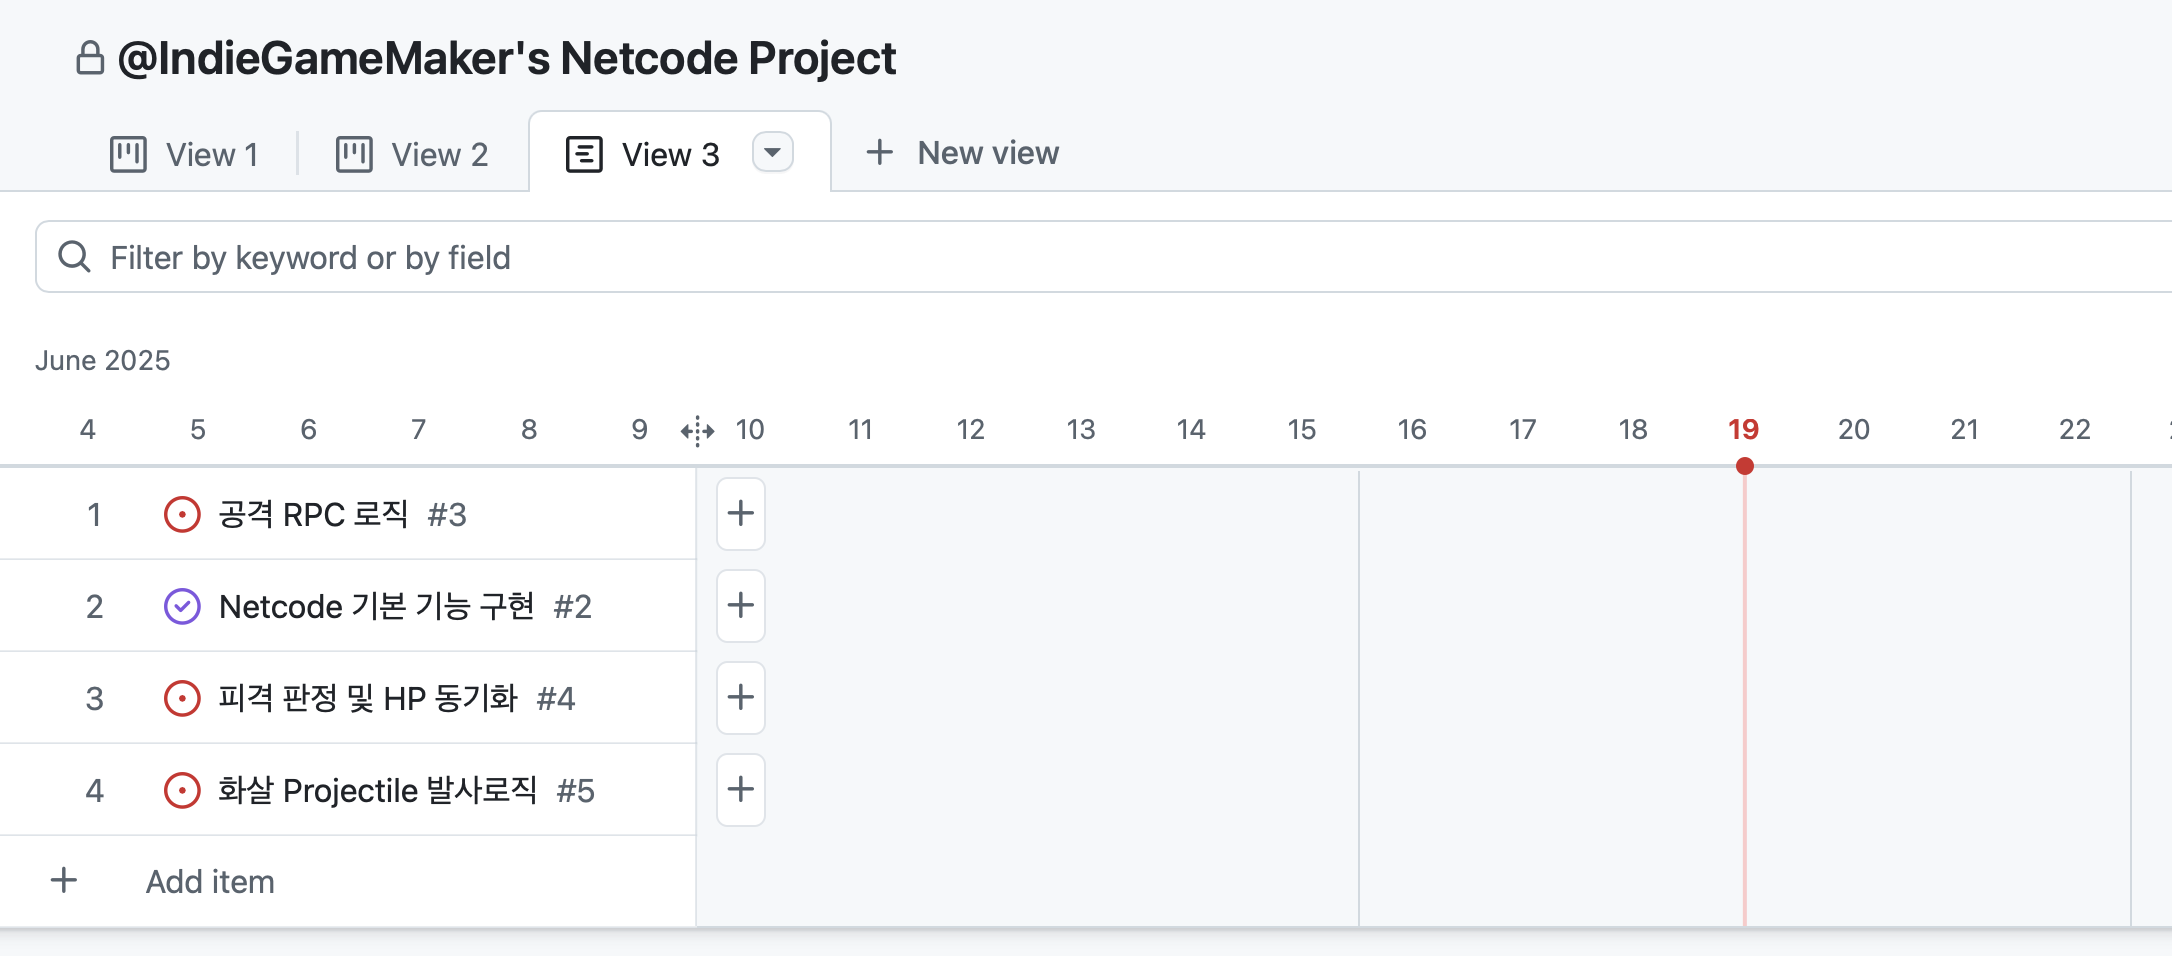 @IndieGameMaker's Netcode Project
View 1 View 2 View 3 New view
Filter by keyword or by field
June 2025
4 5 6 7 8 9 10 11 12 13 14 15 16 17 18 19 20 21 22
1 공격 RPC 로직 #3
2 Netcode 기본 기능 구현 #2
3 피격 판정 및 HP 동기화 #4
4 화살 Projectile 발사로직 #5
Add item